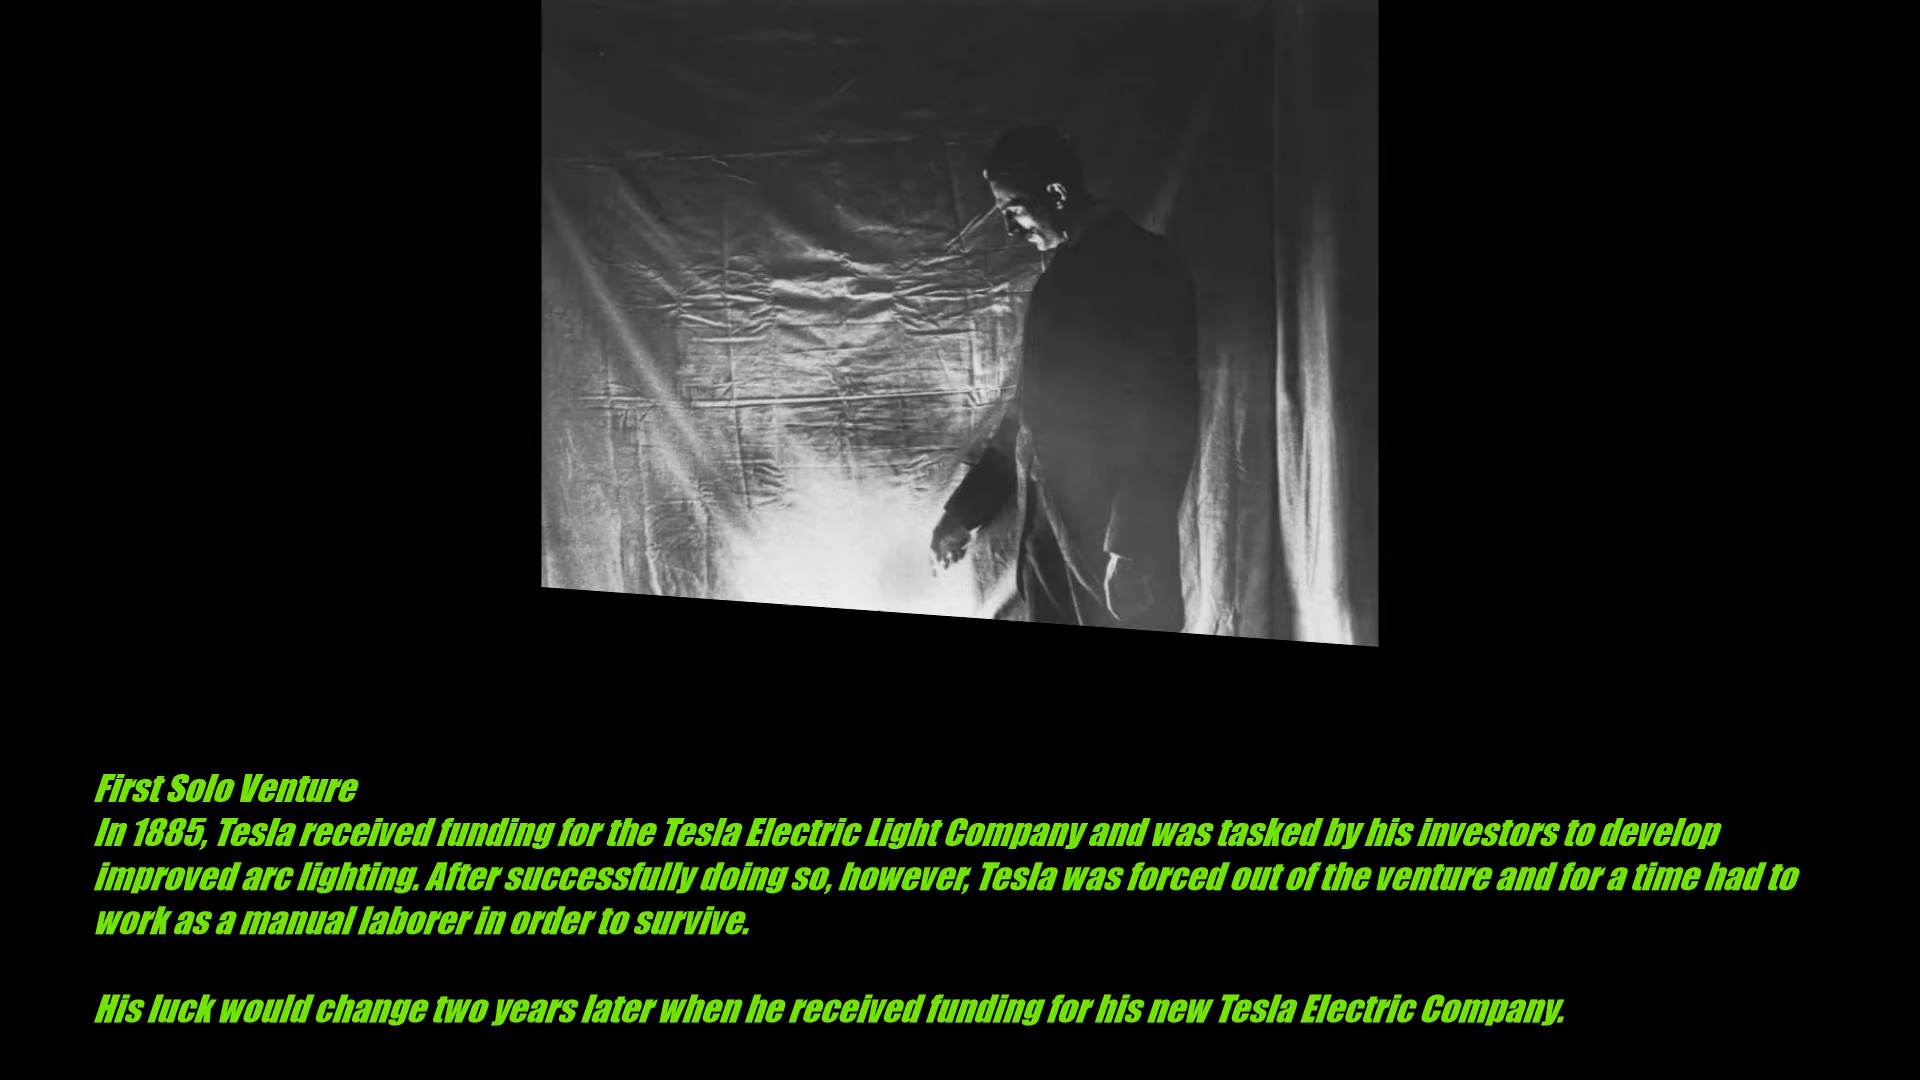 First Solo Venture
In 1885, Tesla received funding for the Tesla Electric Light Company and was tasked by his investors to develop
improved arc lighting. After successfully doing so, however, Tesla was forced out of the venture and for a time had to
work as a manual laborer in order to survive.
His luck would change two years later when he received funding for his new Tesla Electric Company.